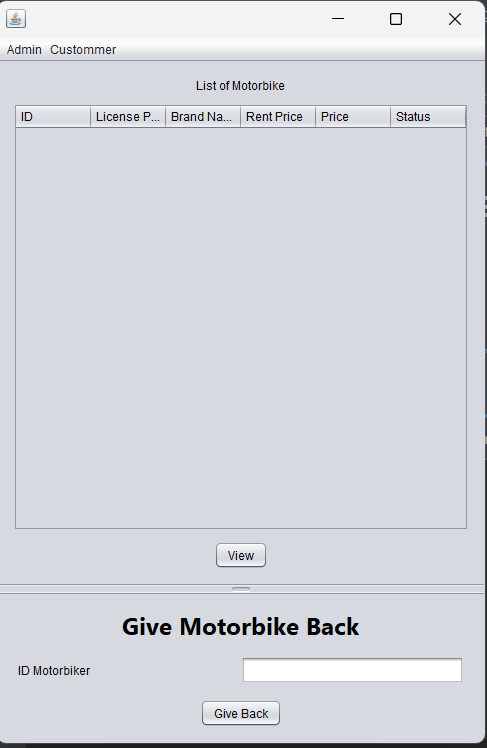 Admin Custommer
List of Motorbike
ID License P... Brand Na... Rent Price Price Status
View
Give Motorbike Back
ID Motorbiker
Give Back